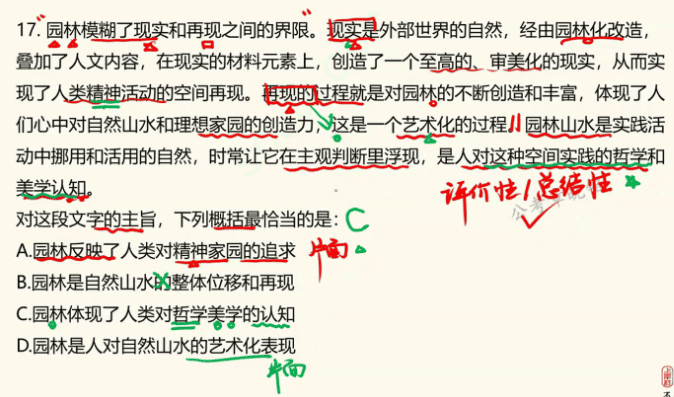 17. 园林模糊了现实和再现之间的界限。现实是外部世界的自然，经由园林化改造，
叠加了人文内容，在现实的材料元素上，创造了一个至高的、审美化的现实，从而实
现了人类精神活动的空间再现。再现的过程就是对园林的不断创造和丰富，体现了人
们心中对自然山水和理想家园的创造力，这是一个艺术化的过程。园林山水是实践活
动中挪用和活用的自然，时常让它在主观判断里浮现，是人对这种空间实践的哲学和
美学认知。
评价性/总结性
对这段文字的主旨，下列概括最恰当的是：C
A.园林反映了人类对精神家园的追求 片面
B.园林是自然山水的整体位移和再现
C.园林体现了人类对哲学美学的认知
D.园林是人对自然山水的艺术化表现
片面